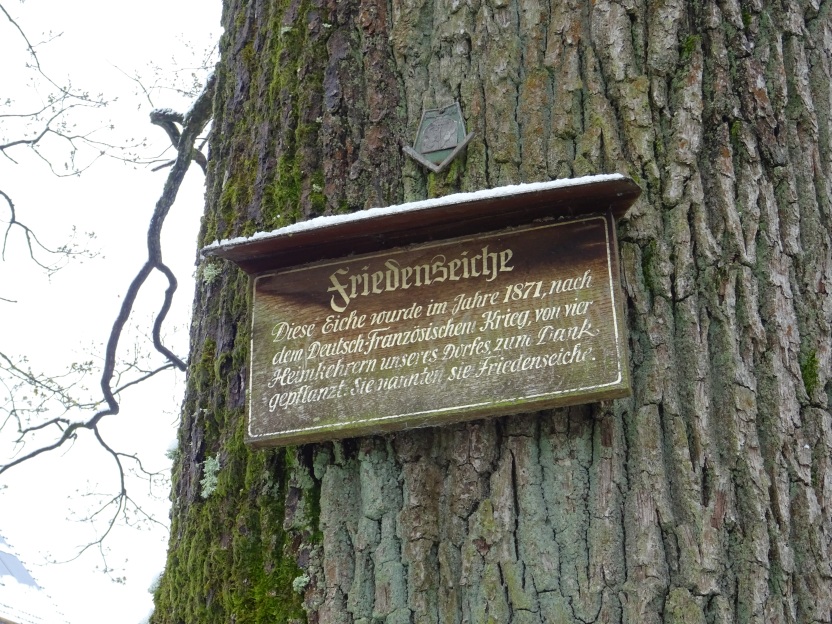 Friedenseiche
Diese Eiche wurde im Jahre 1871, nach
dem Deutsch-Französischen Krieg, von vier
Heimkehrern unseres Dorfes zum Dank
gepflanzt. Sie nannten sie Friedenseiche.